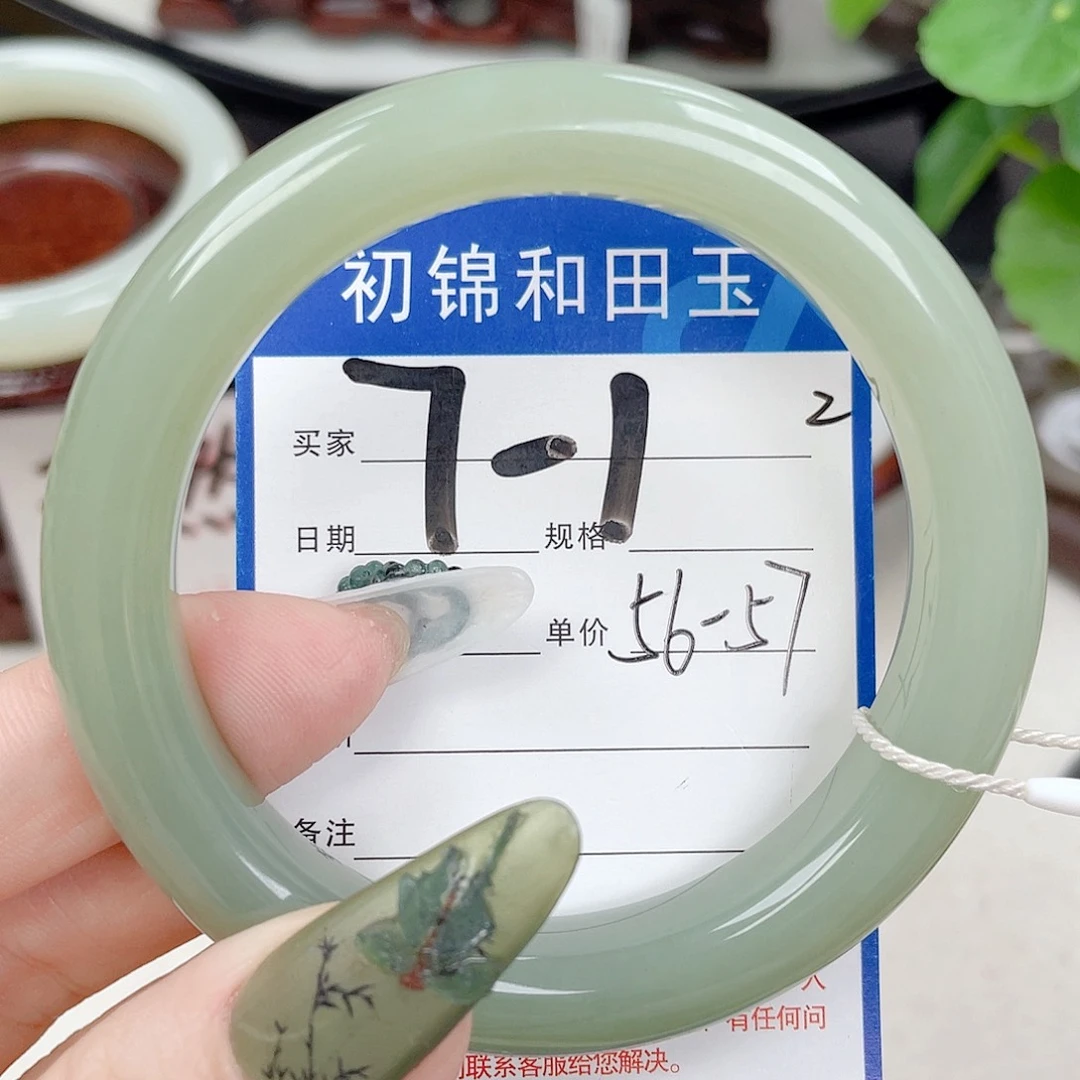 初锦和田玉
7-1 2
买家
日期 规格
单价 56-57
备注
有任何问
联系客服给您解决。